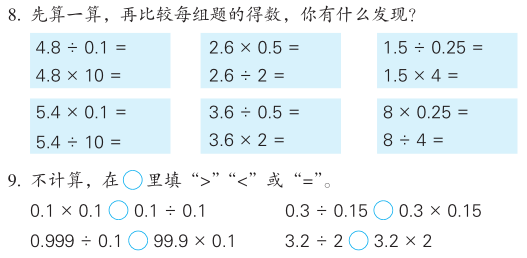 8. 先算一算，再比较每组题的得数，你有什么发现？
4.8 ÷ 0.1 = 2.6 × 0.5 = 1.5 ÷ 0.25 =
4.8 × 10 = 2.6 ÷ 2 = 1.5 × 4 =
5.4 × 0.1 = 3.6 ÷ 0.5 = 8 × 0.25 =
5.4 ÷ 10 = 3.6 × 2 = 8 ÷ 4 =
9. 不计算，在○里填“>”“<”或“=”。
0.1 × 0.1 ○ 0.1 ÷ 0.1 0.3 ÷ 0.15 ○ 0.3 × 0.15
0.999 ÷ 0.1 ○ 99.9 × 0.1 3.2 ÷ 2 ○ 3.2 × 2